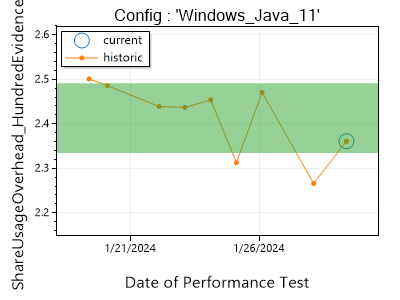 Config : 'Windows_Java_11'
current
historic
ShareUsageOverhead_HundredEvidence
2.6
2.5
2.4
2.3
2.2
1/21/2024
1/26/2024
Date of Performance Test